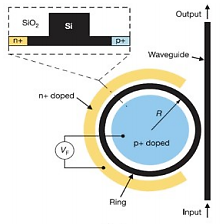 Output
SiO2
Si
n+
p+
Waveguide
n+ doped
R
p+ doped
VF
Ring
Input